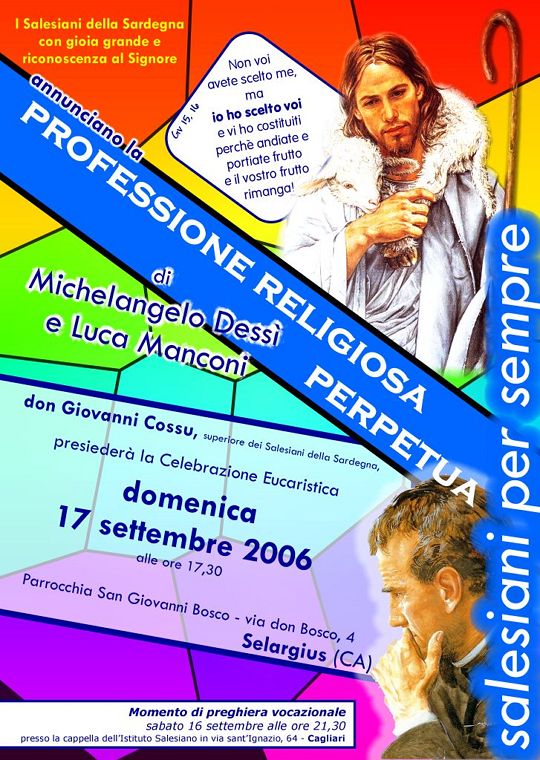 I Salesiani della Sardegna
con gioia grande e
riconoscenza al Signore
annunciano la
PROFESSIONE RELIGIOSA
PERPETUA
Non voi
avete scelto me,
ma
io ho scelto voi
e vi ho costituiti
perchè andiate e
portiate frutto
e il vostro frutto
rimanga!
Gv 15, 16
di
Michelangelo Dessì
e Luca Manconi
don Giovanni Cossu, superiore dei Salesiani della Sardegna,
presiederà la Celebrazione Eucaristica
domenica
17 settembre 2006
alle ore 17,30
Parrocchia San Giovanni Bosco - via don Bosco, 4
Selargius (CA)
salesiani per sempre
Momento di preghiera vocazionale
sabato 16 settembre alle ore 21,30
presso la cappella dell'Istituto Salesiano in via sant'Ignazio, 64 - Cagliari